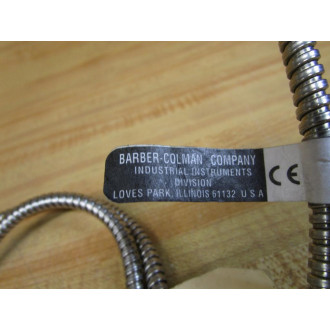 BARBER-COLMAN COMPANY
INDUSTRIAL INSTRUMENTS
DIVISION
LOVES PARK, ILLINOIS 61132 U S A
CE